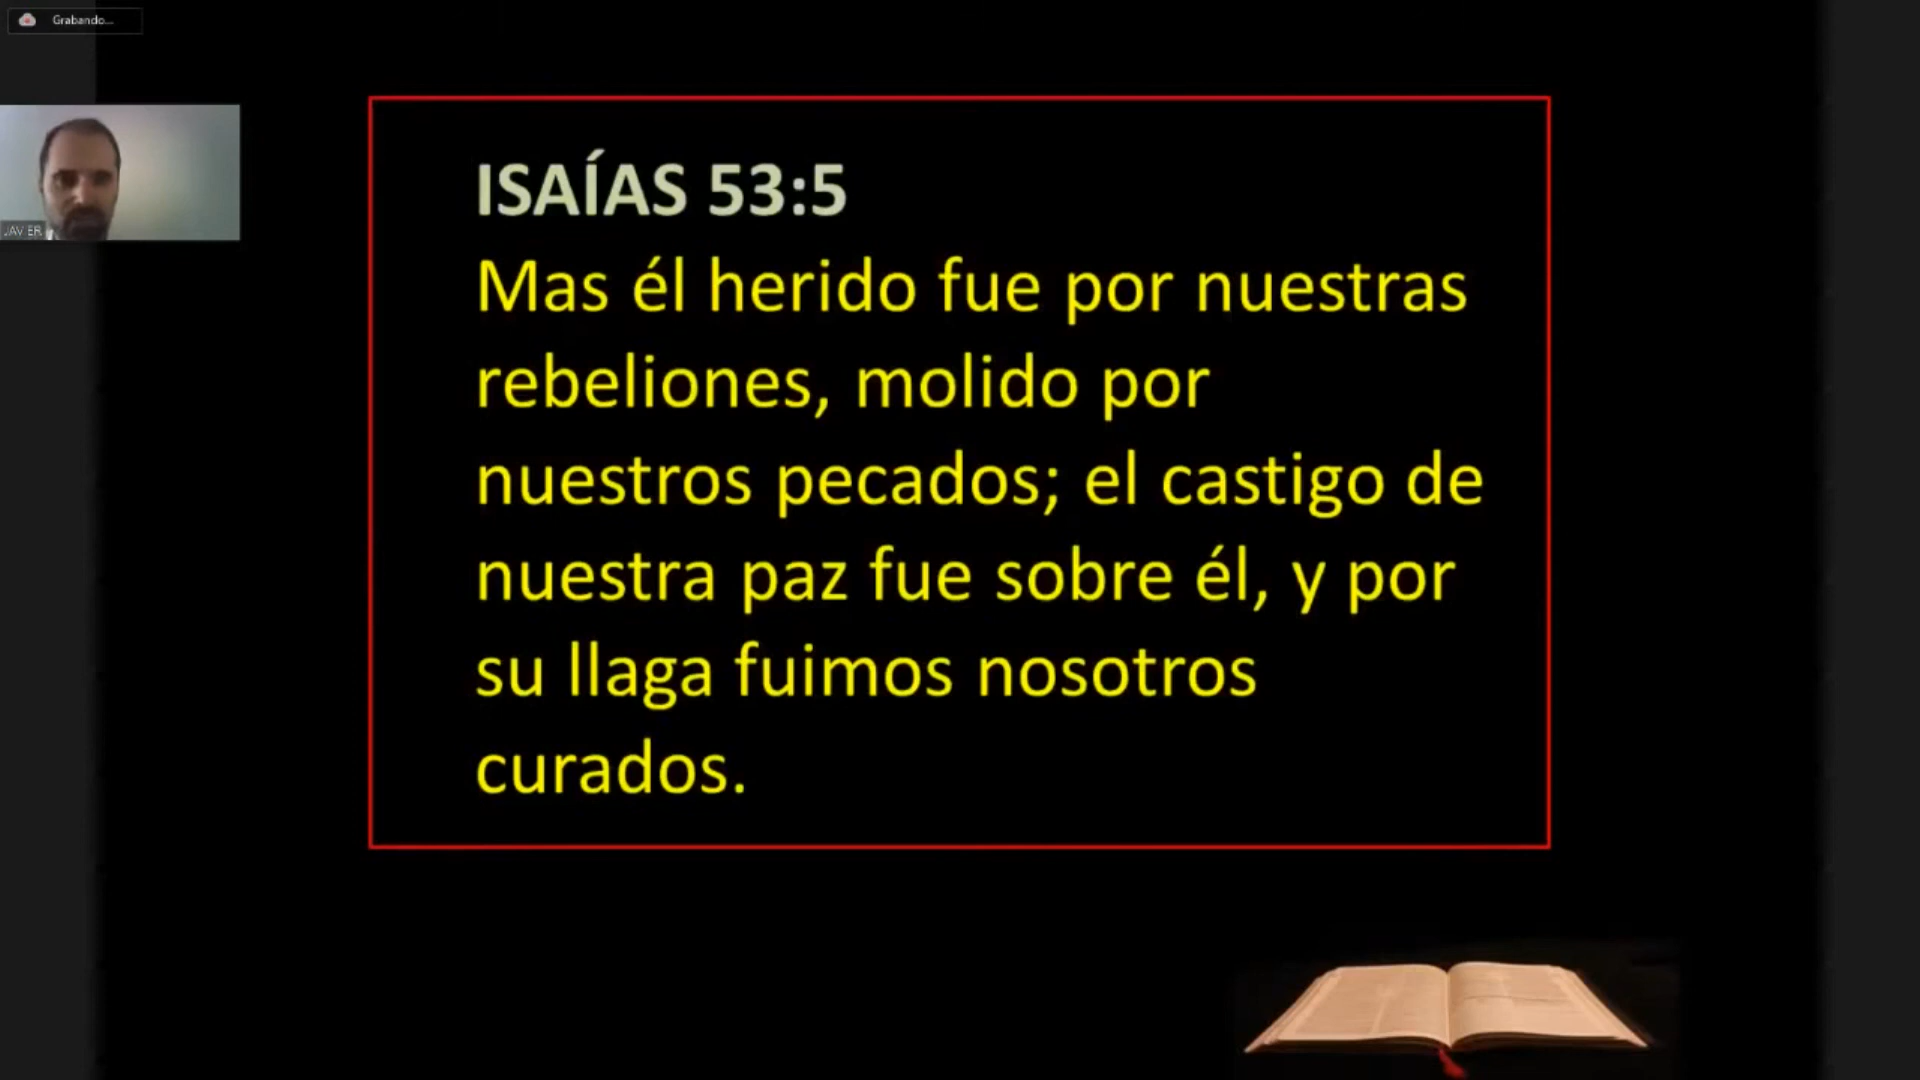 Grabando...
JAVIER
ISAÍAS 53:5
Mas él herido fue por nuestras
rebeliones, molido por
nuestros pecados; el castigo de
nuestra paz fue sobre él, y por
su llaga fuimos nosotros
curados.